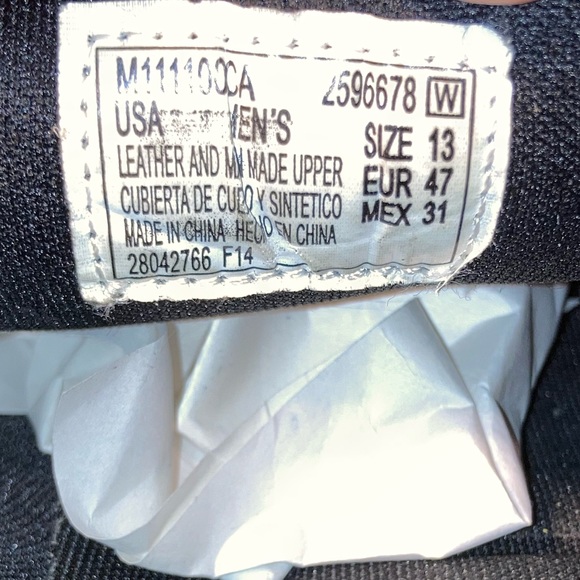 M111100CA 2596678 W
USA MEN'S SIZE 13
LEATHER AND MAN MADE UPPER EUR 47
CUBIERTA DE CUERO Y SINTETICO MEX 31
MADE IN CHINA HECHO EN CHINA
28042766 F14